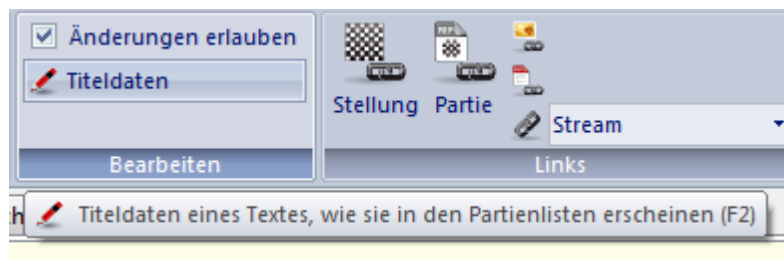 Änderungen erlauben
Titeldaten
Bearbeiten
Stellung
Partie
Stream
Links
Titeldaten eines Textes, wie sie in den Partienlisten erscheinen (F2)